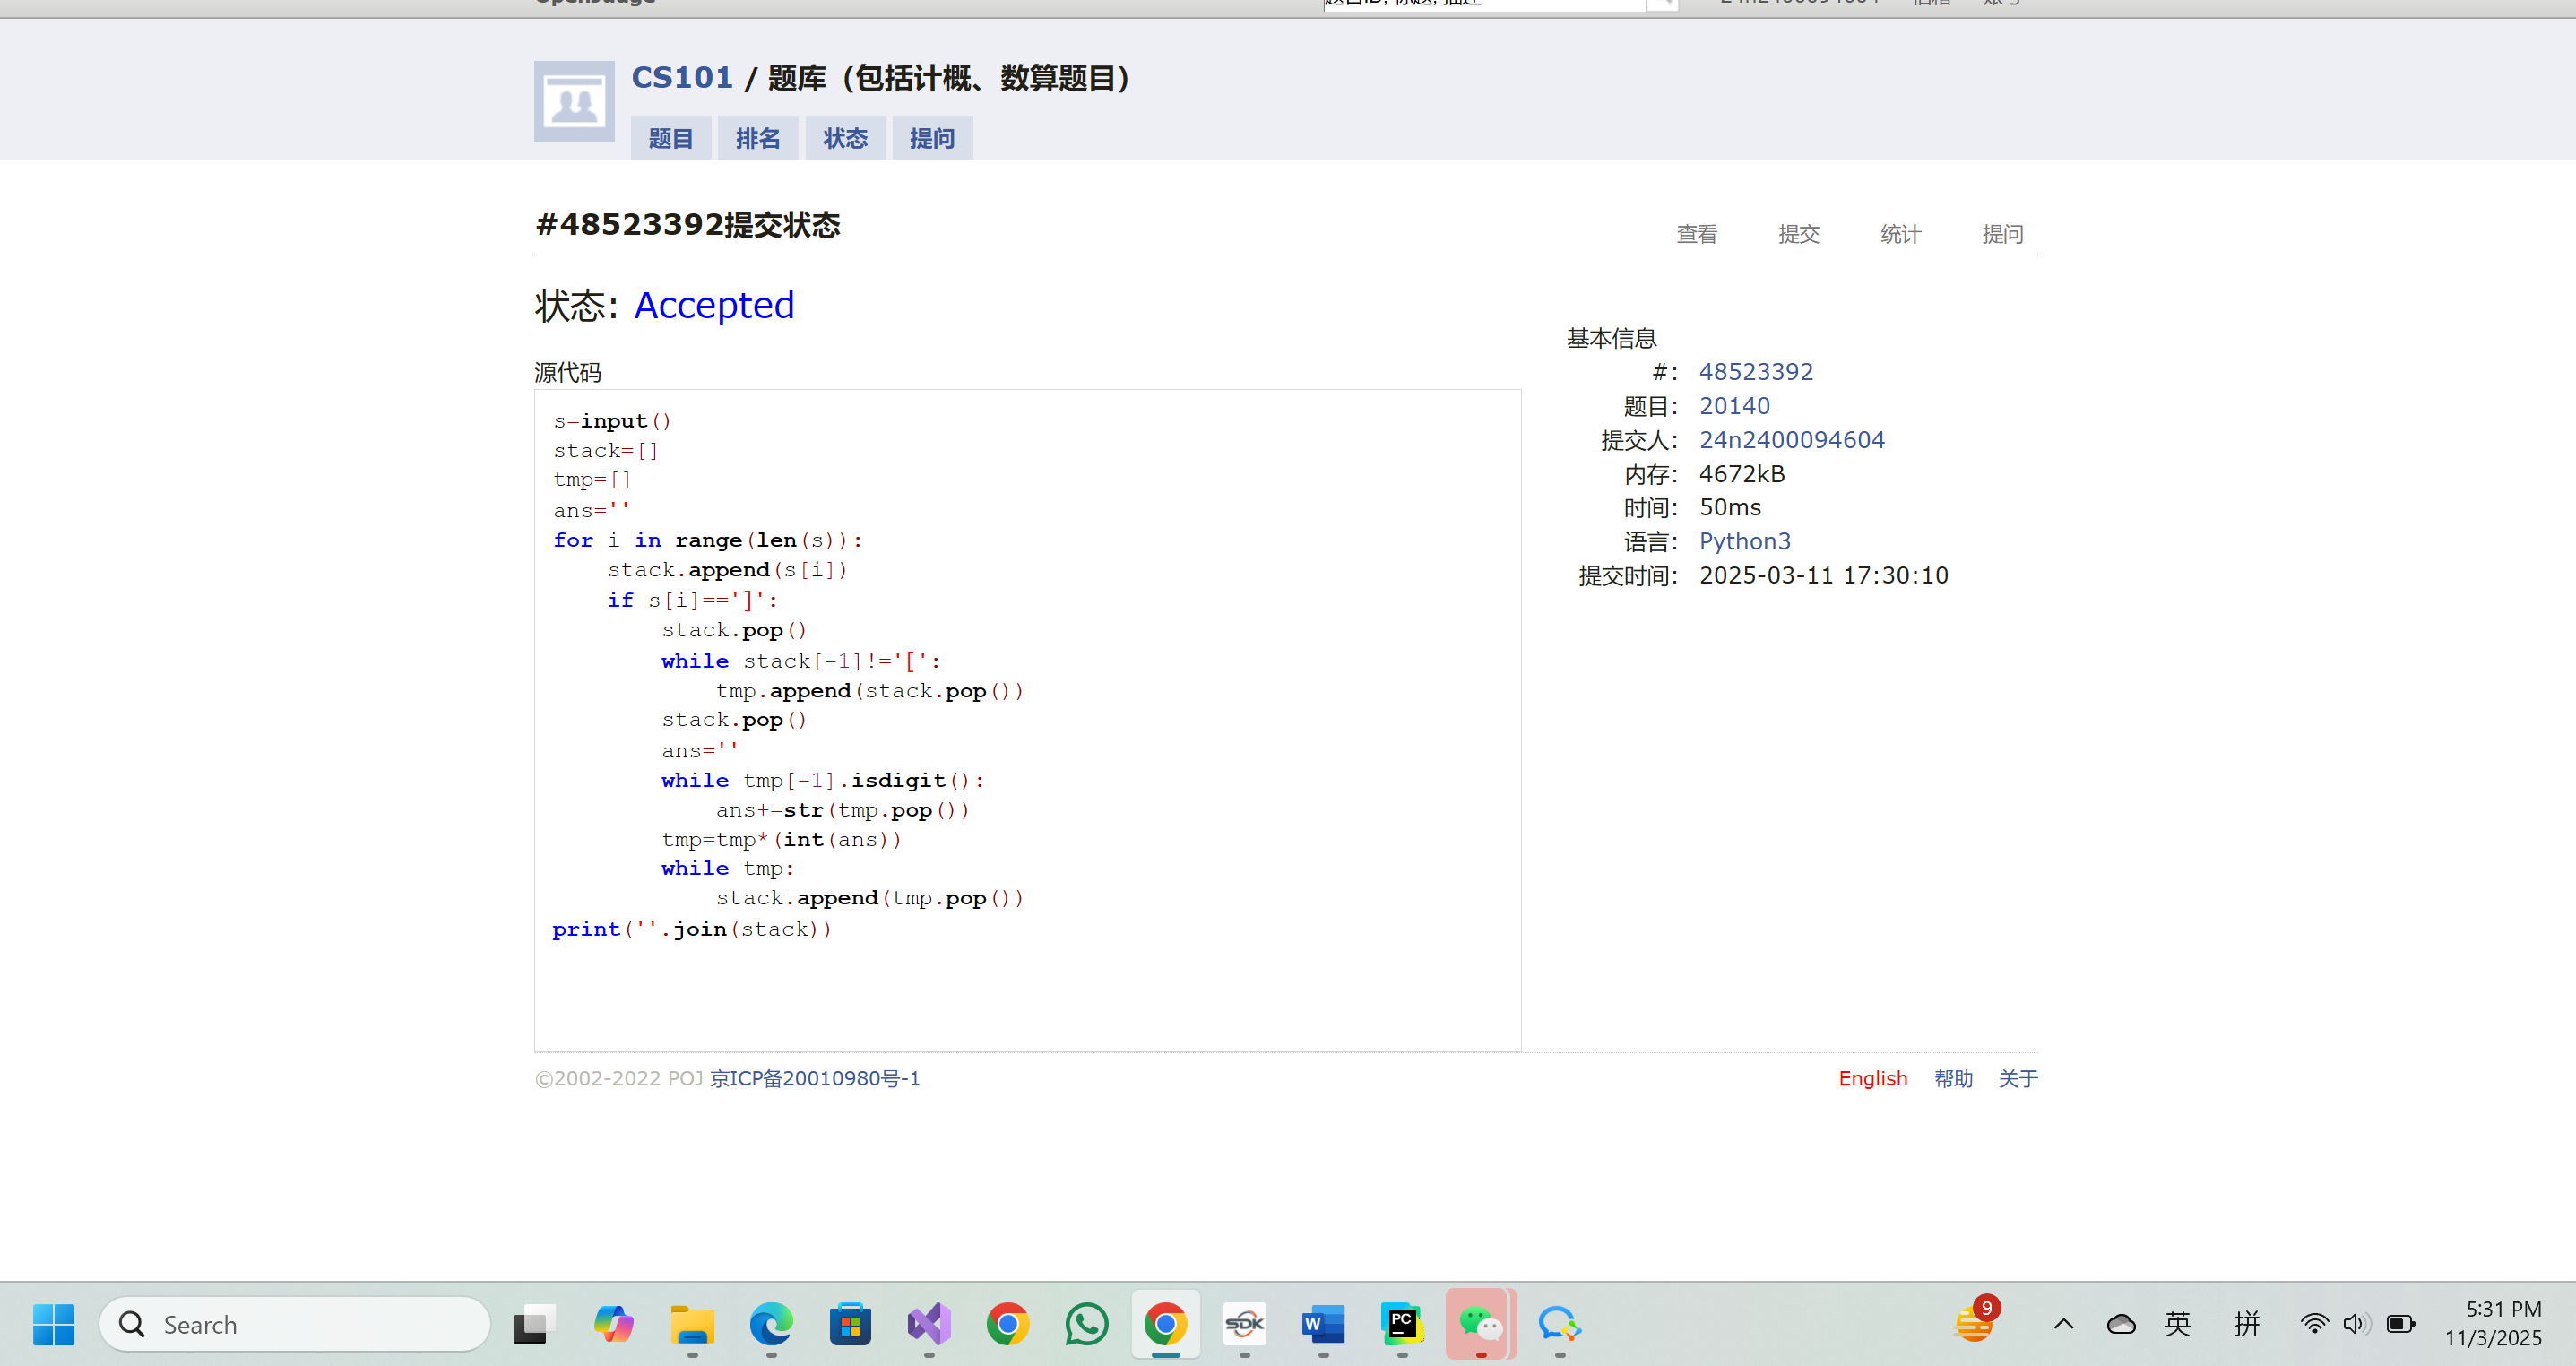 CS101 / 题库（包括计概、数算题目）
题目 排名 状态 提问
#48523392提交状态
查看 提交 统计 提问
状态: Accepted
源代码
s=input()
stack=[]
tmp=[]
ans=''
for i in range(len(s)):
    stack.append(s[i])
    if s[i]==']':
        stack.pop()
        while stack[-1]!='[':
            tmp.append(stack.pop())
        stack.pop()
        ans=''
        while tmp[-1].isdigit():
            ans+=str(tmp.pop())
        tmp=tmp*(int(ans))
        while tmp:
            stack.append(tmp.pop())
print(''.join(stack))
基本信息
#: 48523392
题目: 20140
提交人: 24n2400094604
内存: 4672kB
时间: 50ms
语言: Python3
提交时间: 2025-03-11 17:30:10
©2002-2022 POJ 京ICP备20010980号-1
English 帮助 关于
Search
SDK
W
PC
9
英
拼
5:31 PM
11/3/2025